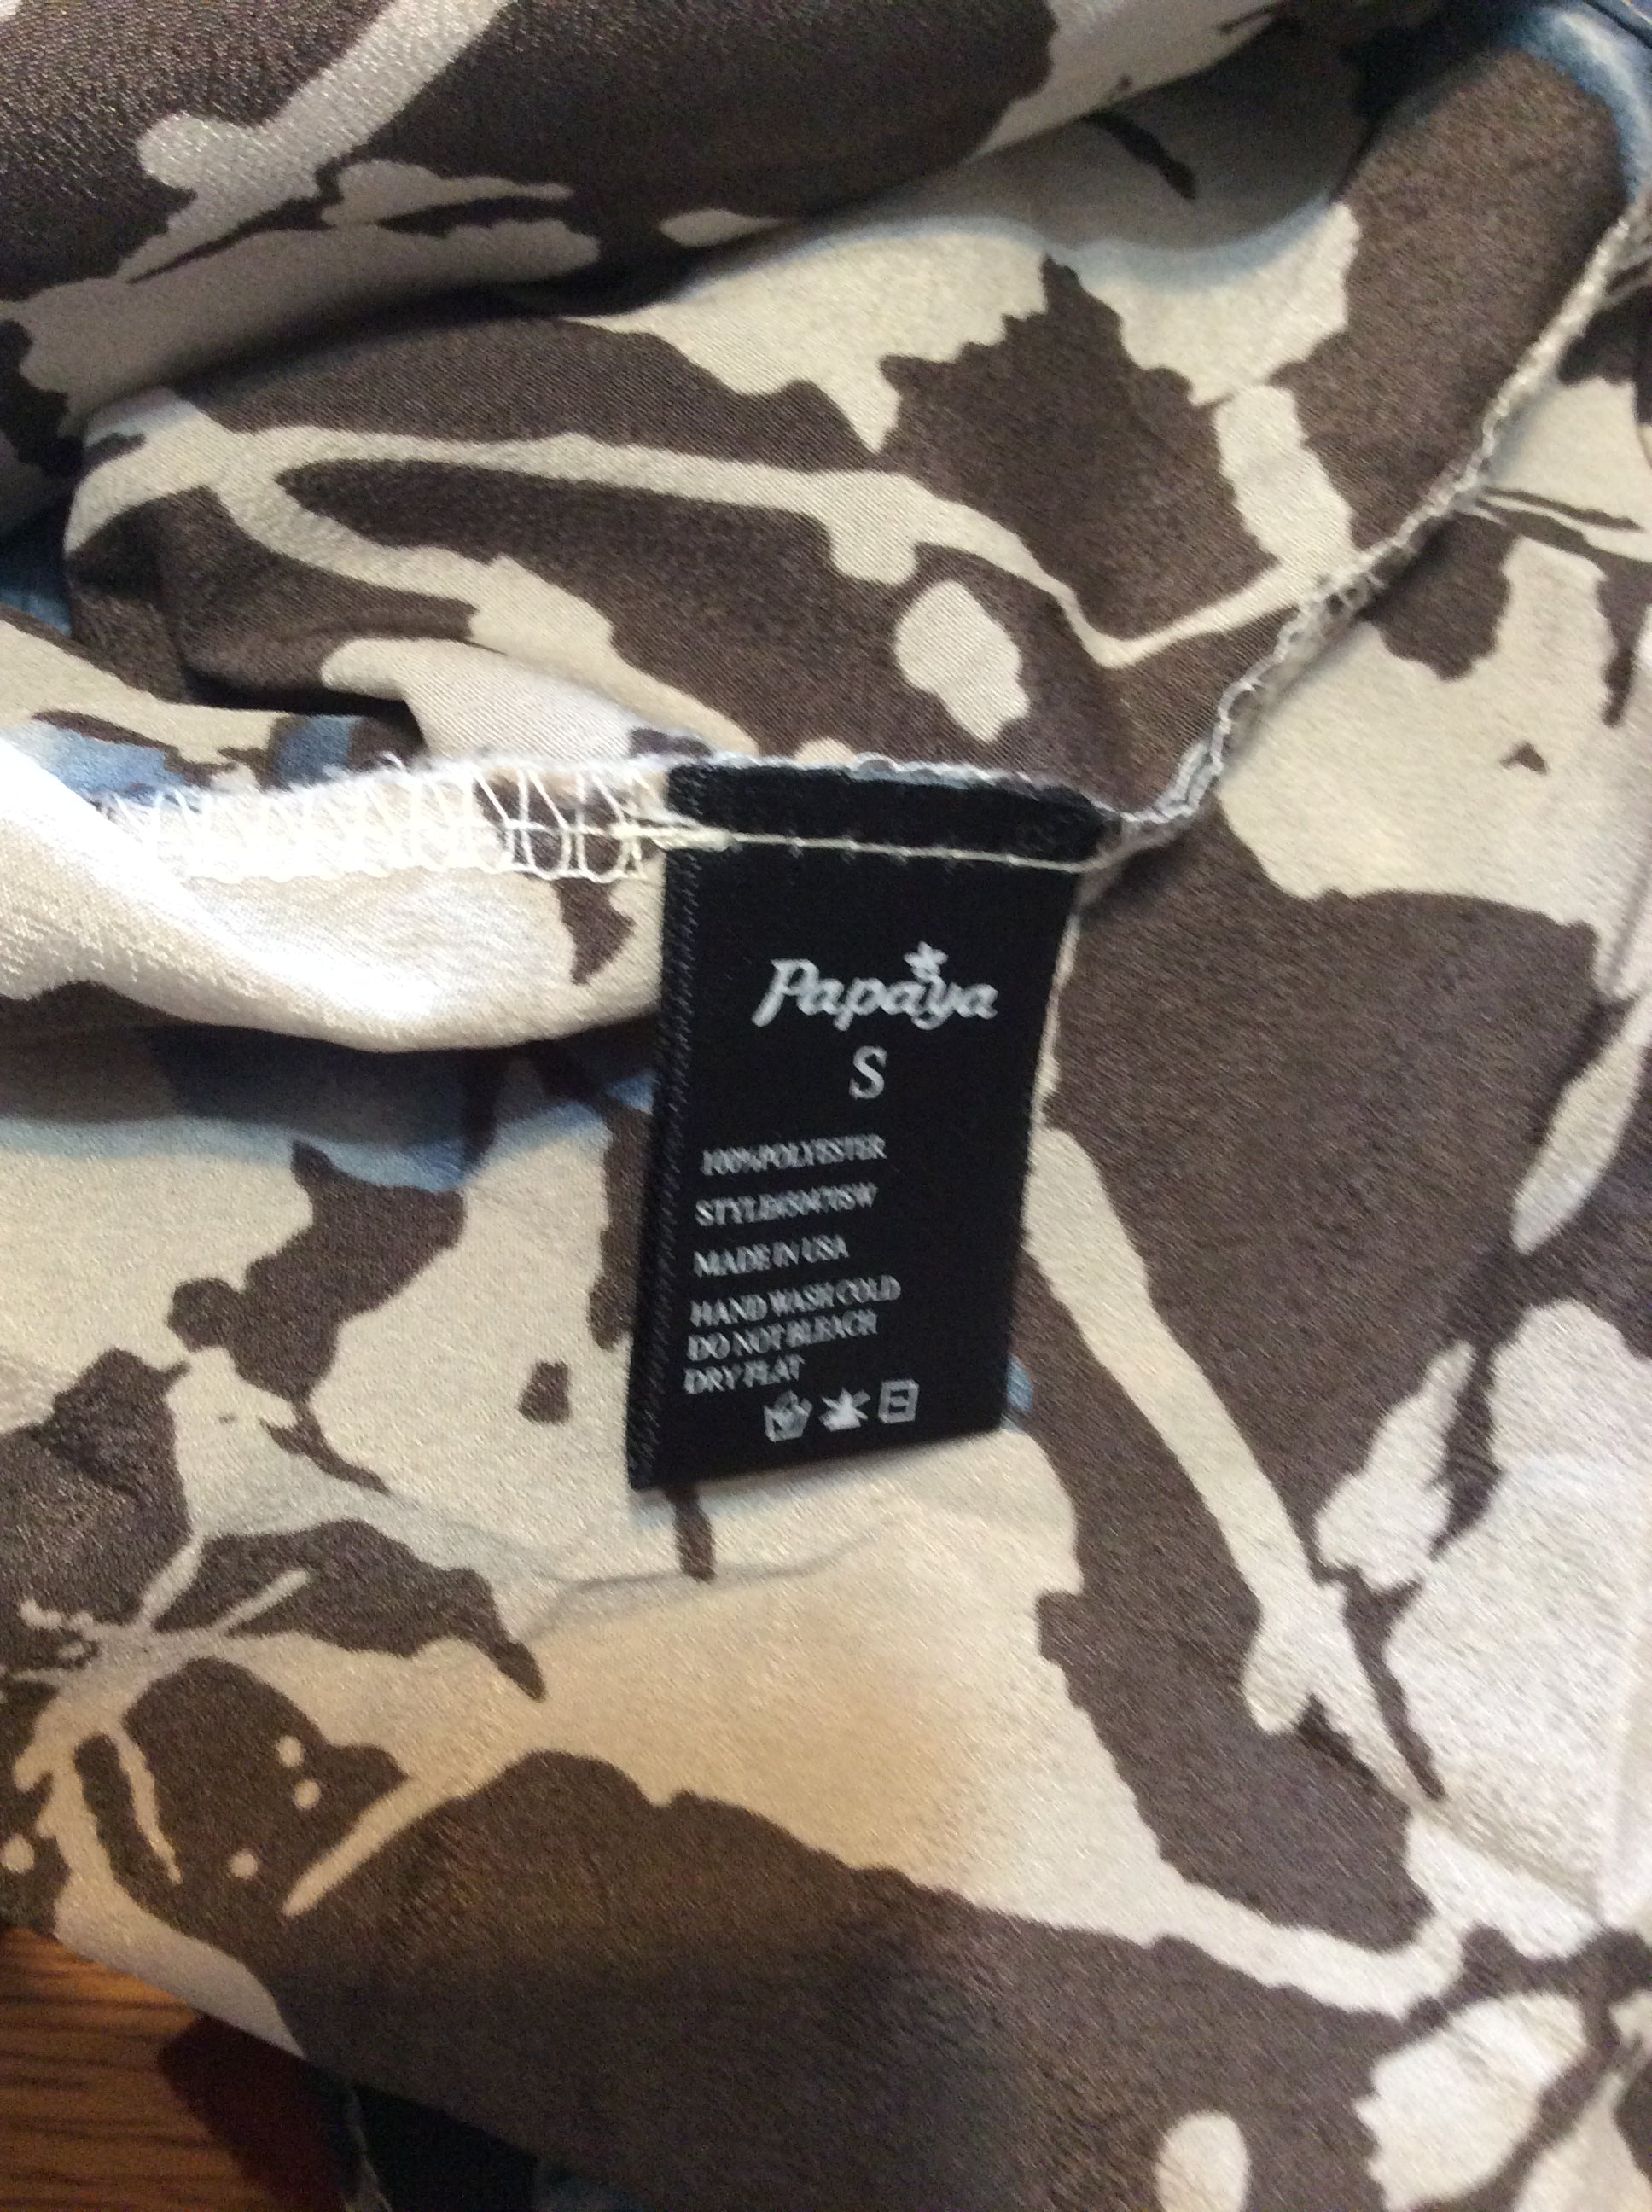 Papaya
S
100%POLYESTER
MADE IN USA
HAND WASH COLD
DO NOT BLEACH
DRY FLAT